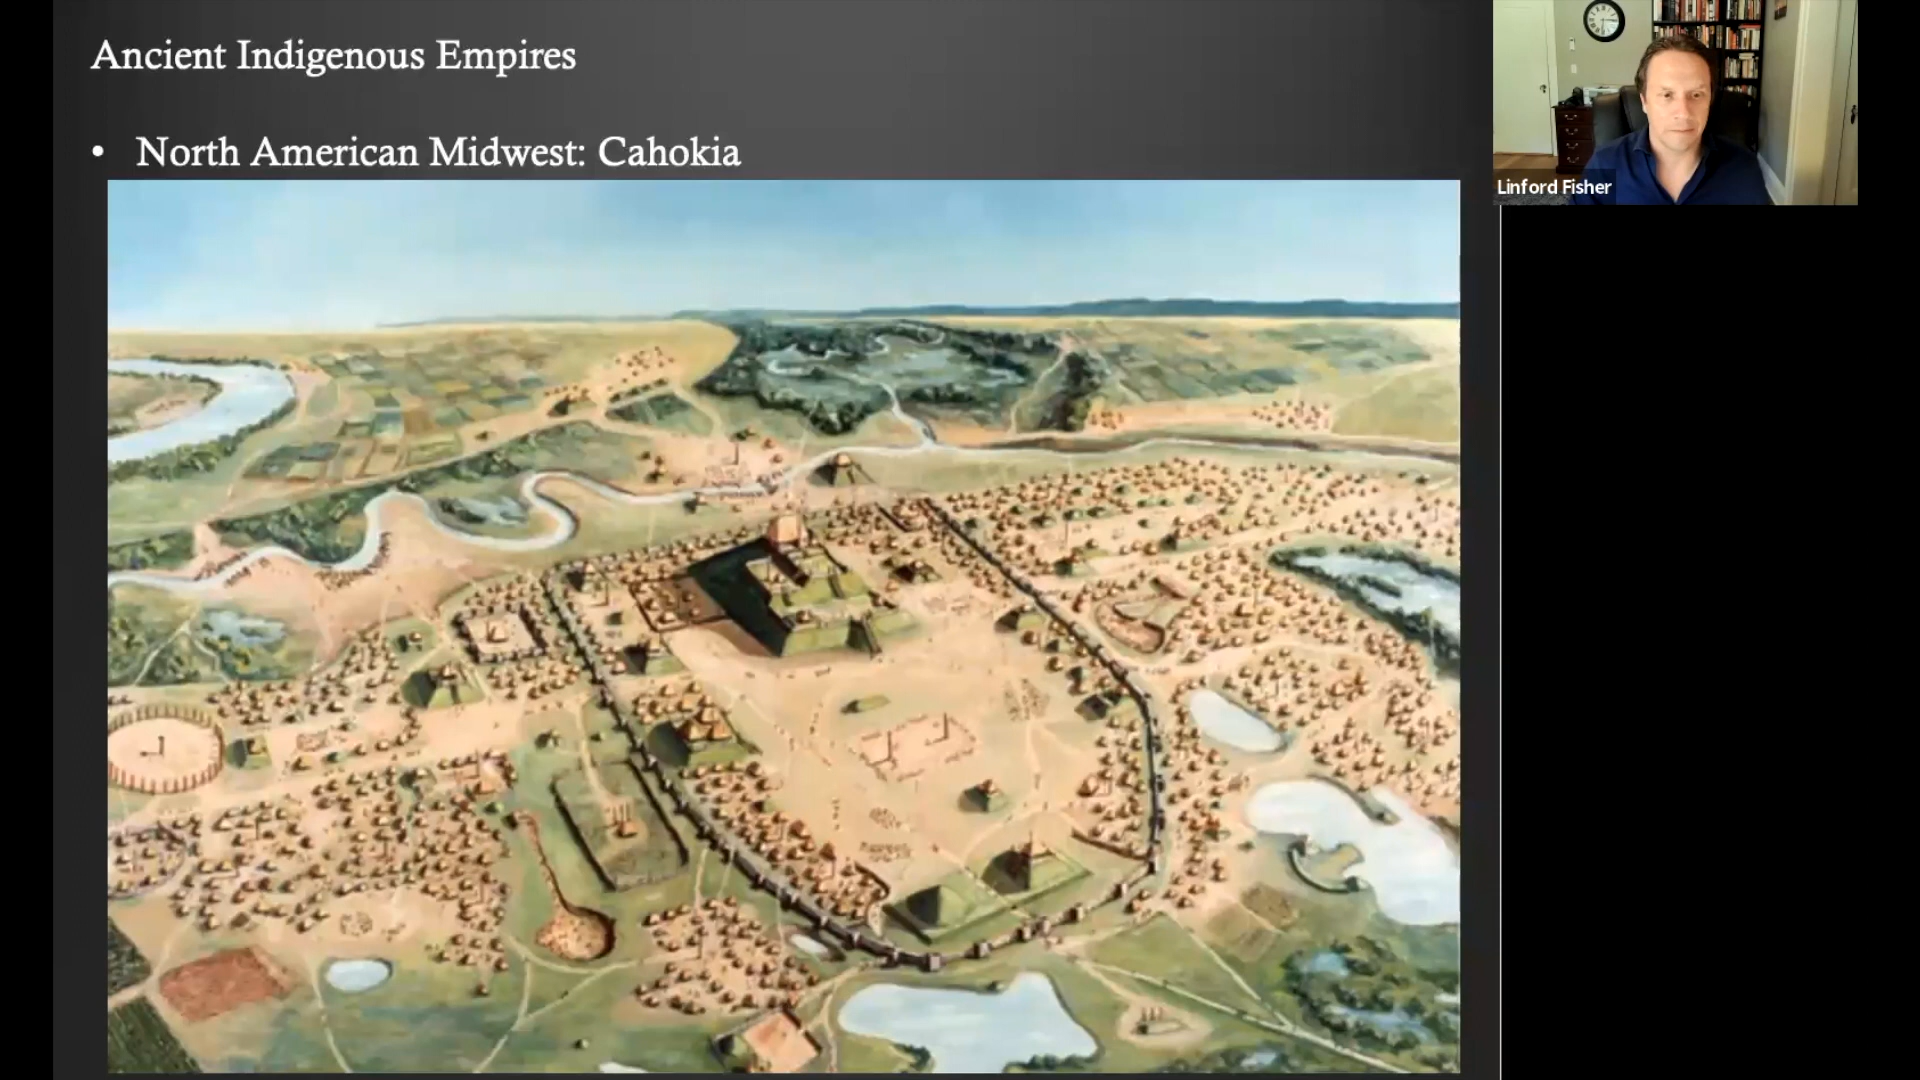 Ancient Indigenous Empires
• North American Midwest: Cahokia
Linford Fisher